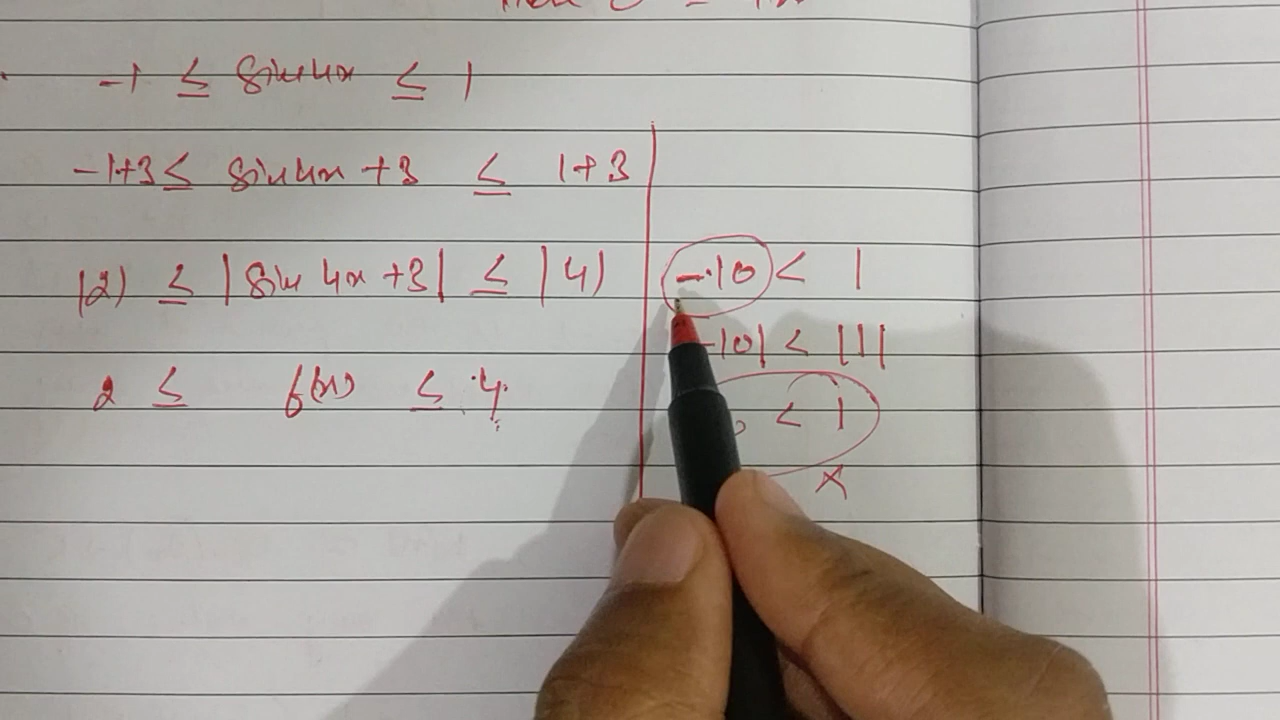 -1 ≤ Sin4x ≤ 1
-1+3 ≤ Sin4x +3 ≤ 1+3
|2| ≤ |Sin 4x +3| ≤ |4|
2 ≤ f(x) ≤ 4
-10 < 1
-10| < |1|
< 1
x